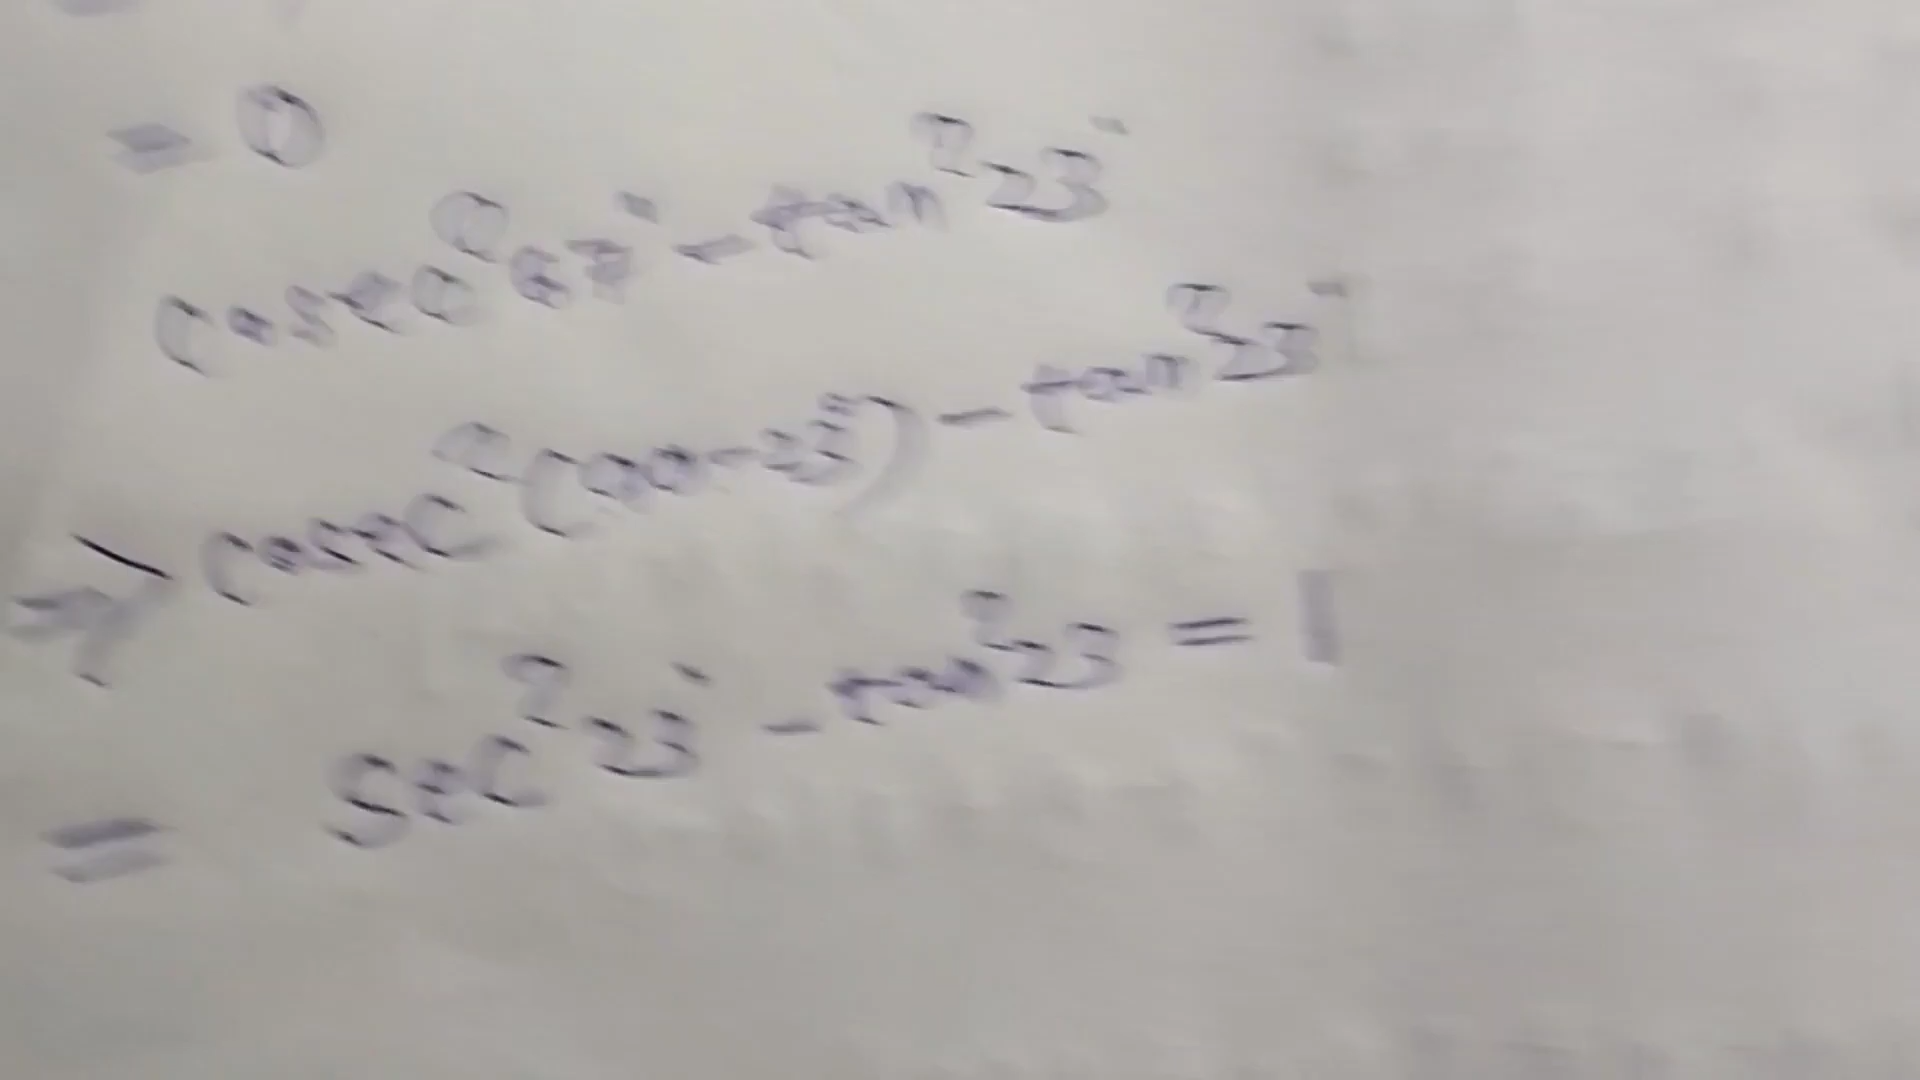 = 0
cosec²67° - tan²23°
⇒ cosec²(90-23°) - tan²23°
= sec²23° - tan²23 = 1